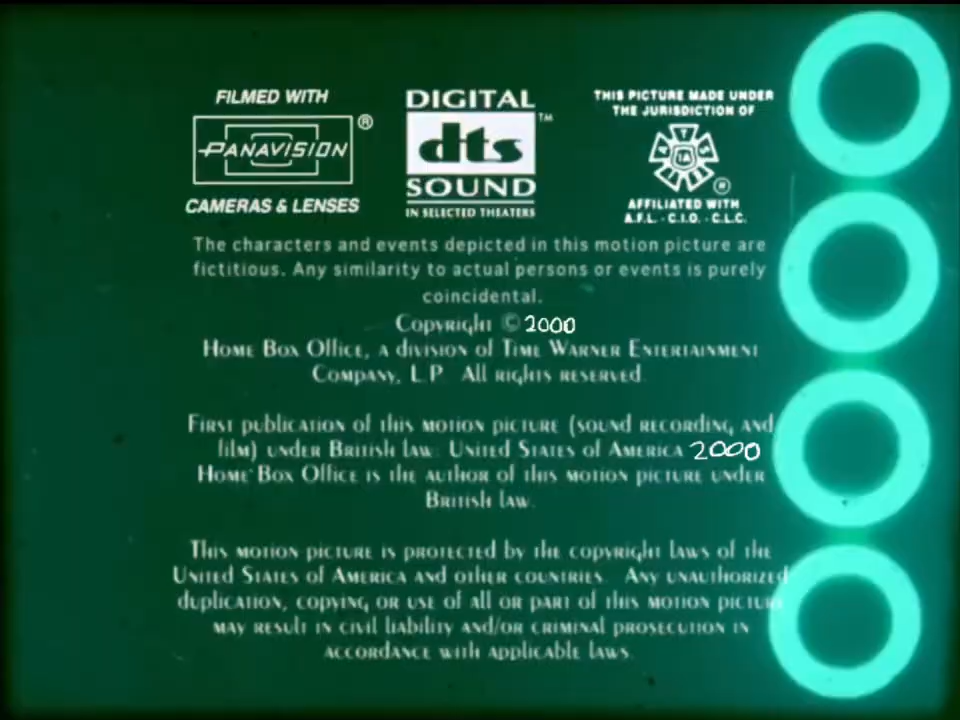 FILMED WITH
PANAVISION ®
CAMERAS & LENSES
DIGITAL
dts ™
SOUND
IN SELECTED THEATERS
THIS PICTURE MADE UNDER
THE JURISDICTION OF
I A T S E
IA
®
AFFILIATED WITH
A.F.L. - C.I.O. - C.L.C.
The characters and events depicted in this motion picture are
fictitious. Any similarity to actual persons or events is purely
coincidental.
Copyright © 2000
Home Box Office, a division of Time Warner Entertainment
Company, L.P. All rights reserved.
First publication of this motion picture (sound recording and
film) under British law: United States of America 2000
Home Box Office is the author of this motion picture under
British law.
This motion picture is protected by the copyright laws of the
United States of America and other countries. Any unauthorized
duplication, copying or use of all or part of this motion picture
may result in civil liability and/or criminal prosecution in
accordance with applicable laws.